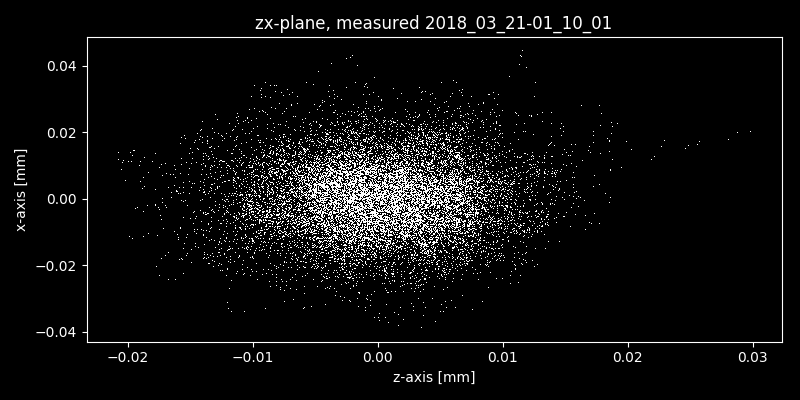 zx-plane, measured 2018_03_21-01_10_01
0.04
0.02
0.00
−0.02
−0.04
x-axis [mm]
−0.02 −0.01 0.00 0.01 0.02 0.03
z-axis [mm]